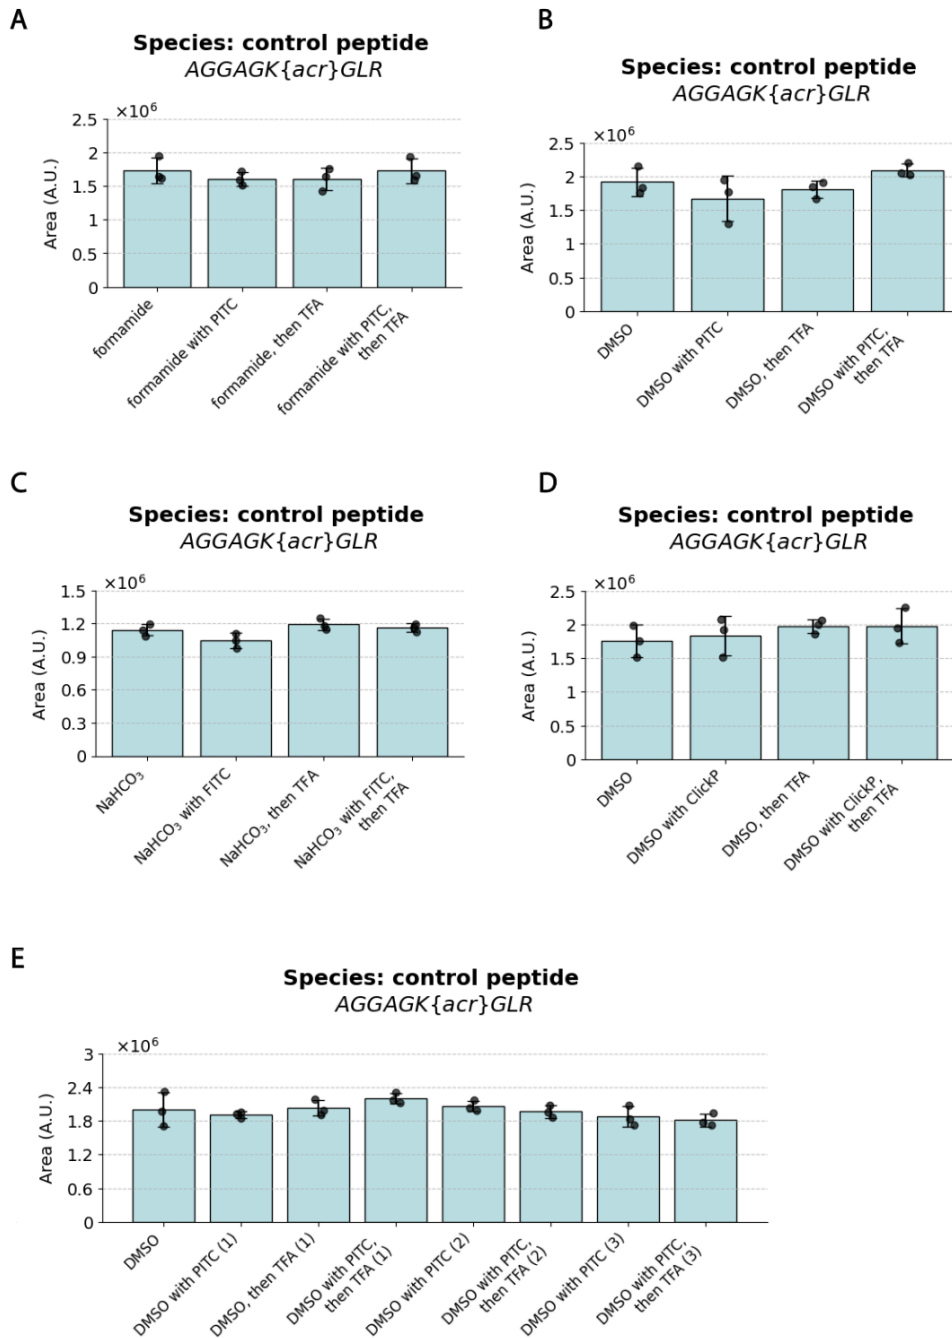 A
Species: control peptide
AGGAGK{acr}GLR
×10⁶
2.5
2
1.5
1
0.5
0
Area (A.U.)
formamide
formamide with PITC
formamide, then TFA
formamide with PITC,
then TFA
B
Species: control peptide
AGGAGK{acr}GLR
×10⁶
2.5
2
1.5
1
0.5
0
Area (A.U.)
DMSO
DMSO with PITC
DMSO, then TFA
DMSO with PITC,
then TFA
C
Species: control peptide
AGGAGK{acr}GLR
×10⁶
1.5
1.2
0.9
0.6
0.3
0
Area (A.U.)
NaHCO₃
NaHCO₃ with FITC
NaHCO₃, then TFA
NaHCO₃ with FITC,
then TFA
D
Species: control peptide
AGGAGK{acr}GLR
×10⁶
2.5
2
1.5
1
0.5
0
Area (A.U.)
DMSO
DMSO with ClickP
DMSO, then TFA
DMSO with ClickP,
then TFA
E
Species: control peptide
AGGAGK{acr}GLR
×10⁶
3
2.4
1.8
1.2
0.6
0
Area (A.U.)
DMSO
DMSO with PITC (1)
DMSO, then TFA (1)
DMSO with PITC,
then TFA (1)
DMSO with PITC (2)
DMSO with PITC,
then TFA (2)
DMSO with PITC (3)
DMSO with PITC,
then TFA (3)